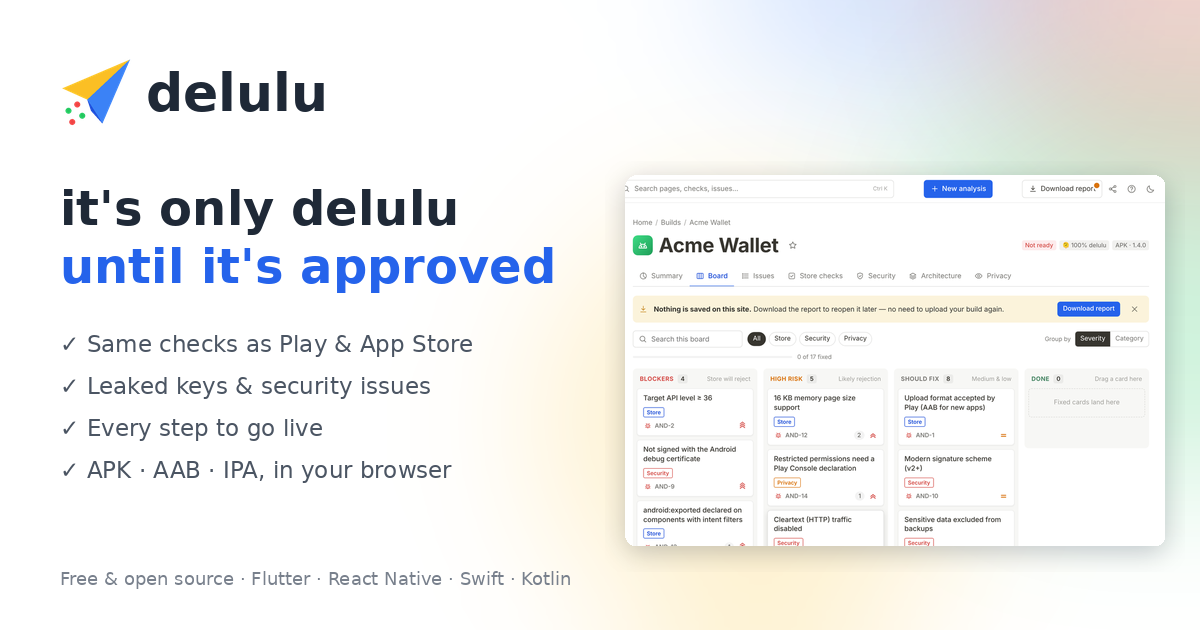 delulu
it's only delulu
until it's approved
✓ Same checks as Play & App Store
✓ Leaked keys & security issues
✓ Every step to go live
✓ APK · AAB · IPA, in your browser
Free & open source · Flutter · React Native · Swift · Kotlin
Search pages, checks, issues...
Ctrl K
+ New analysis
Download report
Home / Builds / Acme Wallet
Acme Wallet
Not ready
100% delulu
APK · 1.4.0
Summary
Board
Issues
Store checks
Security
Architecture
Privacy
Nothing is saved on this site. Download the report to reopen it later — no need to upload your build again.
Download report
Search this board
All
Store
Security
Privacy
Group by
Severity
Category
0 of 17 fixed
BLOCKERS 4
Store will reject
Target API level ≥ 36
Store
AND-2
Not signed with the Android
debug certificate
Security
AND-9
android:exported declared on
components with intent filters
Store
HIGH RISK 5
Likely rejection
16 KB memory page size
support
Store
AND-12
2
Restricted permissions need a
Play Console declaration
Privacy
AND-14
1
Cleartext (HTTP) traffic
disabled
Security
SHOULD FIX 8
Medium & low
Upload format accepted by
Play (AAB for new apps)
Store
AND-1
Modern signature scheme
(v2+)
Security
AND-10
Sensitive data excluded from
backups
Security
DONE 0
Drag a card here
Fixed cards land here